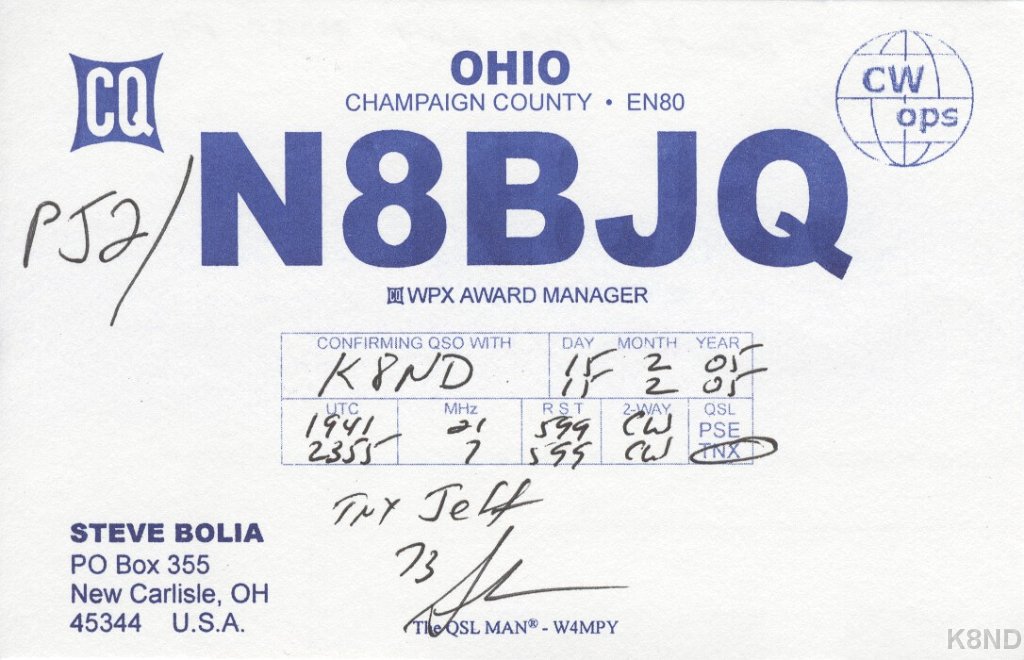 CQ
OHIO
CHAMPAIGN COUNTY • EN80
CW
ops
PJ2/N8BJQ
CQ WPX AWARD MANAGER
CONFIRMING QSO WITH DAY MONTH YEAR
K8ND 15 2 05
15 2 05
UTC MHz RST 2-WAY QSL
1941 21 599 CW PSE
2355 7 599 CW TNX
TNX Jeff
73
STEVE BOLIA
PO Box 355
New Carlisle, OH
45344 U.S.A.
The QSL MAN® - W4MPY
K8ND